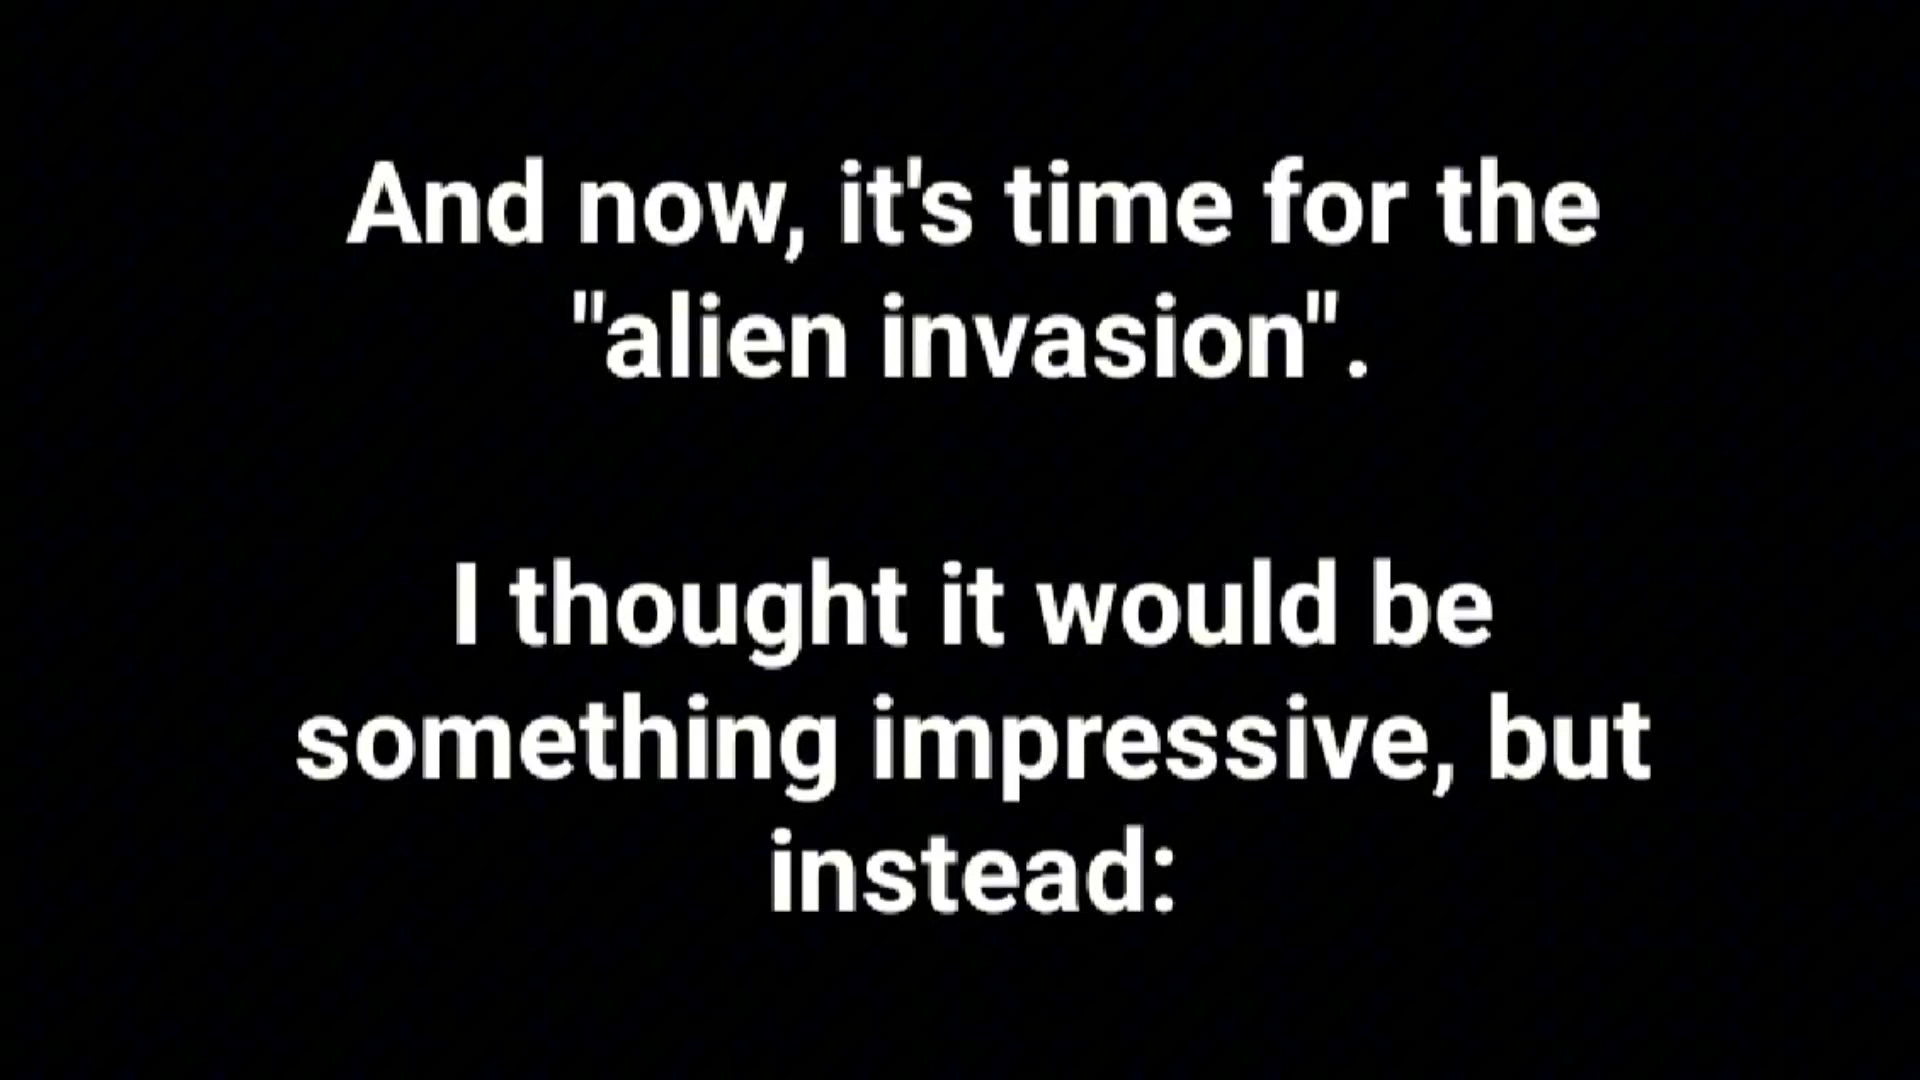 And now, it's time for the
"alien invasion".
I thought it would be
something impressive, but
instead: